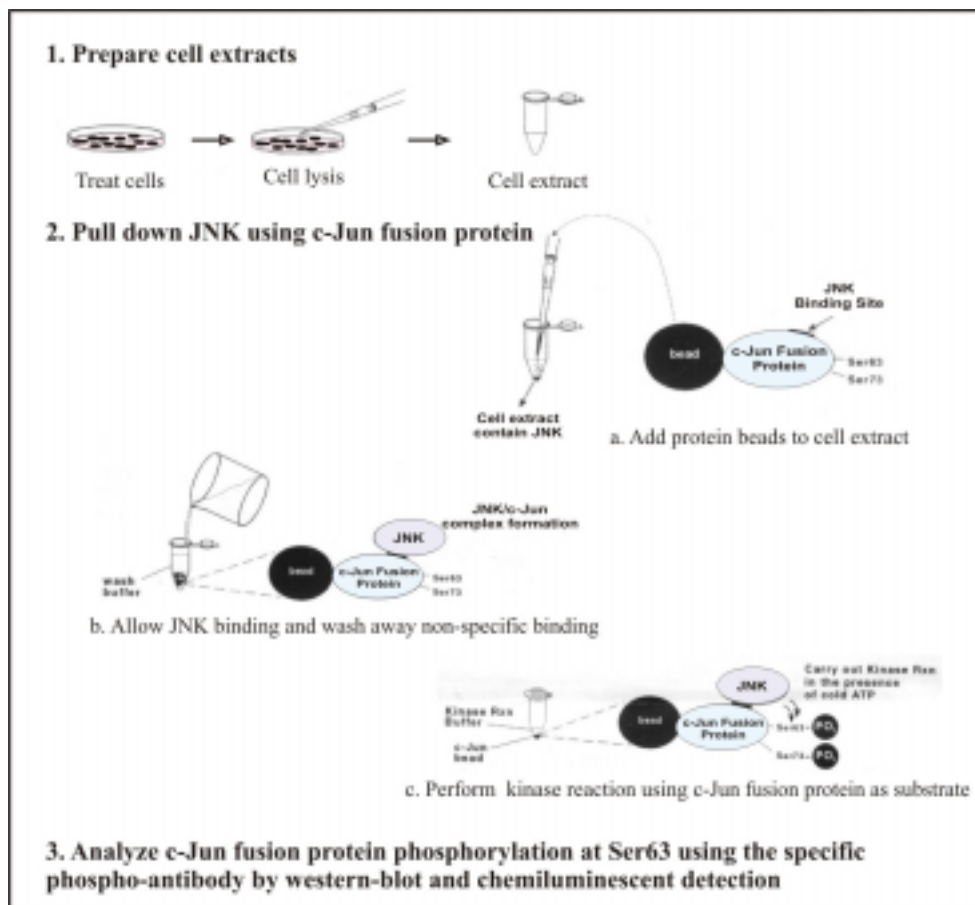 1. Prepare cell extracts
Treat cells
Cell lysis
Cell extract
2. Pull down JNK using c-Jun fusion protein
JNK
Binding Site
bead
c-Jun Fusion
Protein
Ser63
Ser73
Cell extract
contain JNK
a. Add protein beads to cell extract
JNK/c-Jun
complex formation
JNK
wash
buffer
bead
c-Jun Fusion
Protein
Ser63
Ser73
b. Allow JNK binding and wash away non-specific binding
Carry out Kinase Rxn
in the presence
of cold ATP
JNK
Kinase Rxn
Buffer
c-Jun
bead
bead
c-Jun Fusion
Protein
Ser63
PO₄
Ser73
PO₄
c. Perform kinase reaction using c-Jun fusion protein as substrate
3. Analyze c-Jun fusion protein phosphorylation at Ser63 using the specific
phospho-antibody by western-blot and chemiluminescent detection